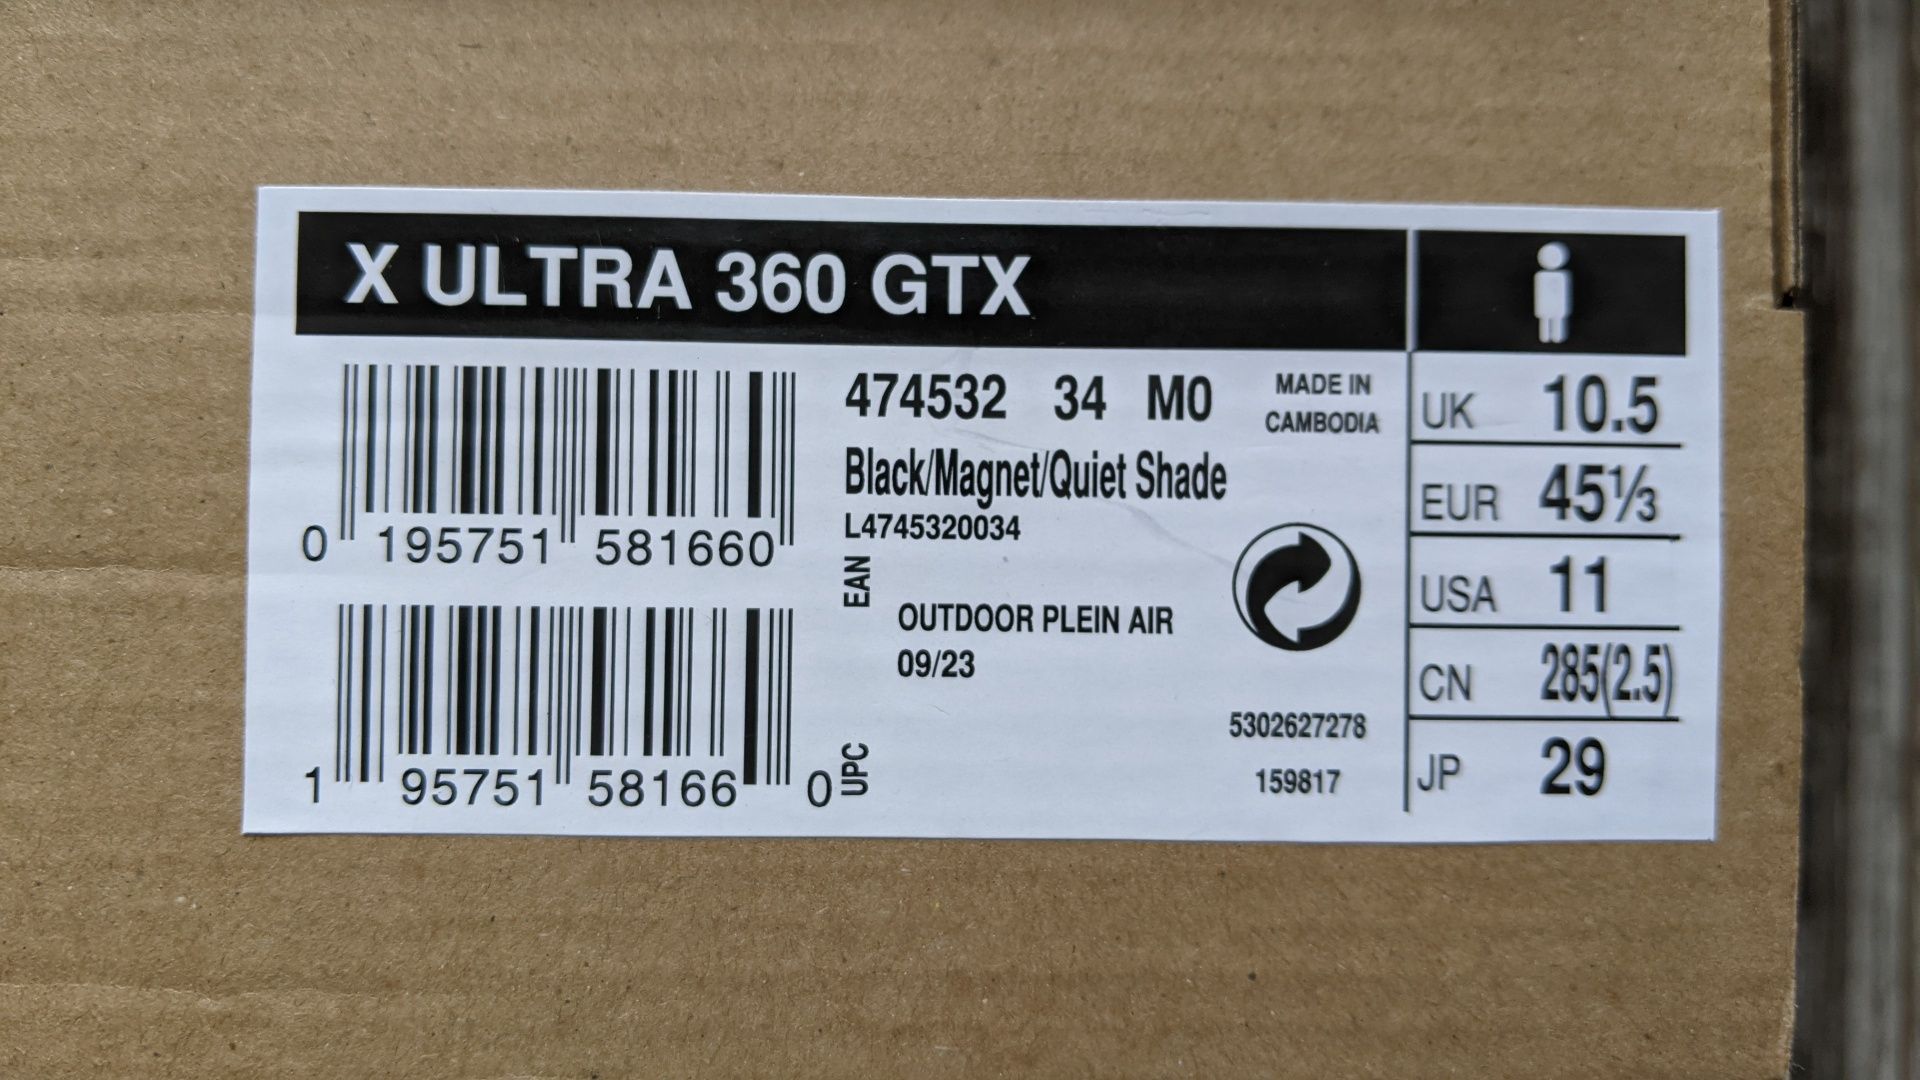 X ULTRA 360 GTX
474532 34 M0
MADE IN
CAMBODIA
Black/Magnet/Quiet Shade
L4745320034
0 195751 581660
EAN
OUTDOOR PLEIN AIR
09/23
1 95751 58166 0
UPC
5302627278
159817
UK 10.5
EUR 45⅓
USA 11
CN 285(2.5)
JP 29